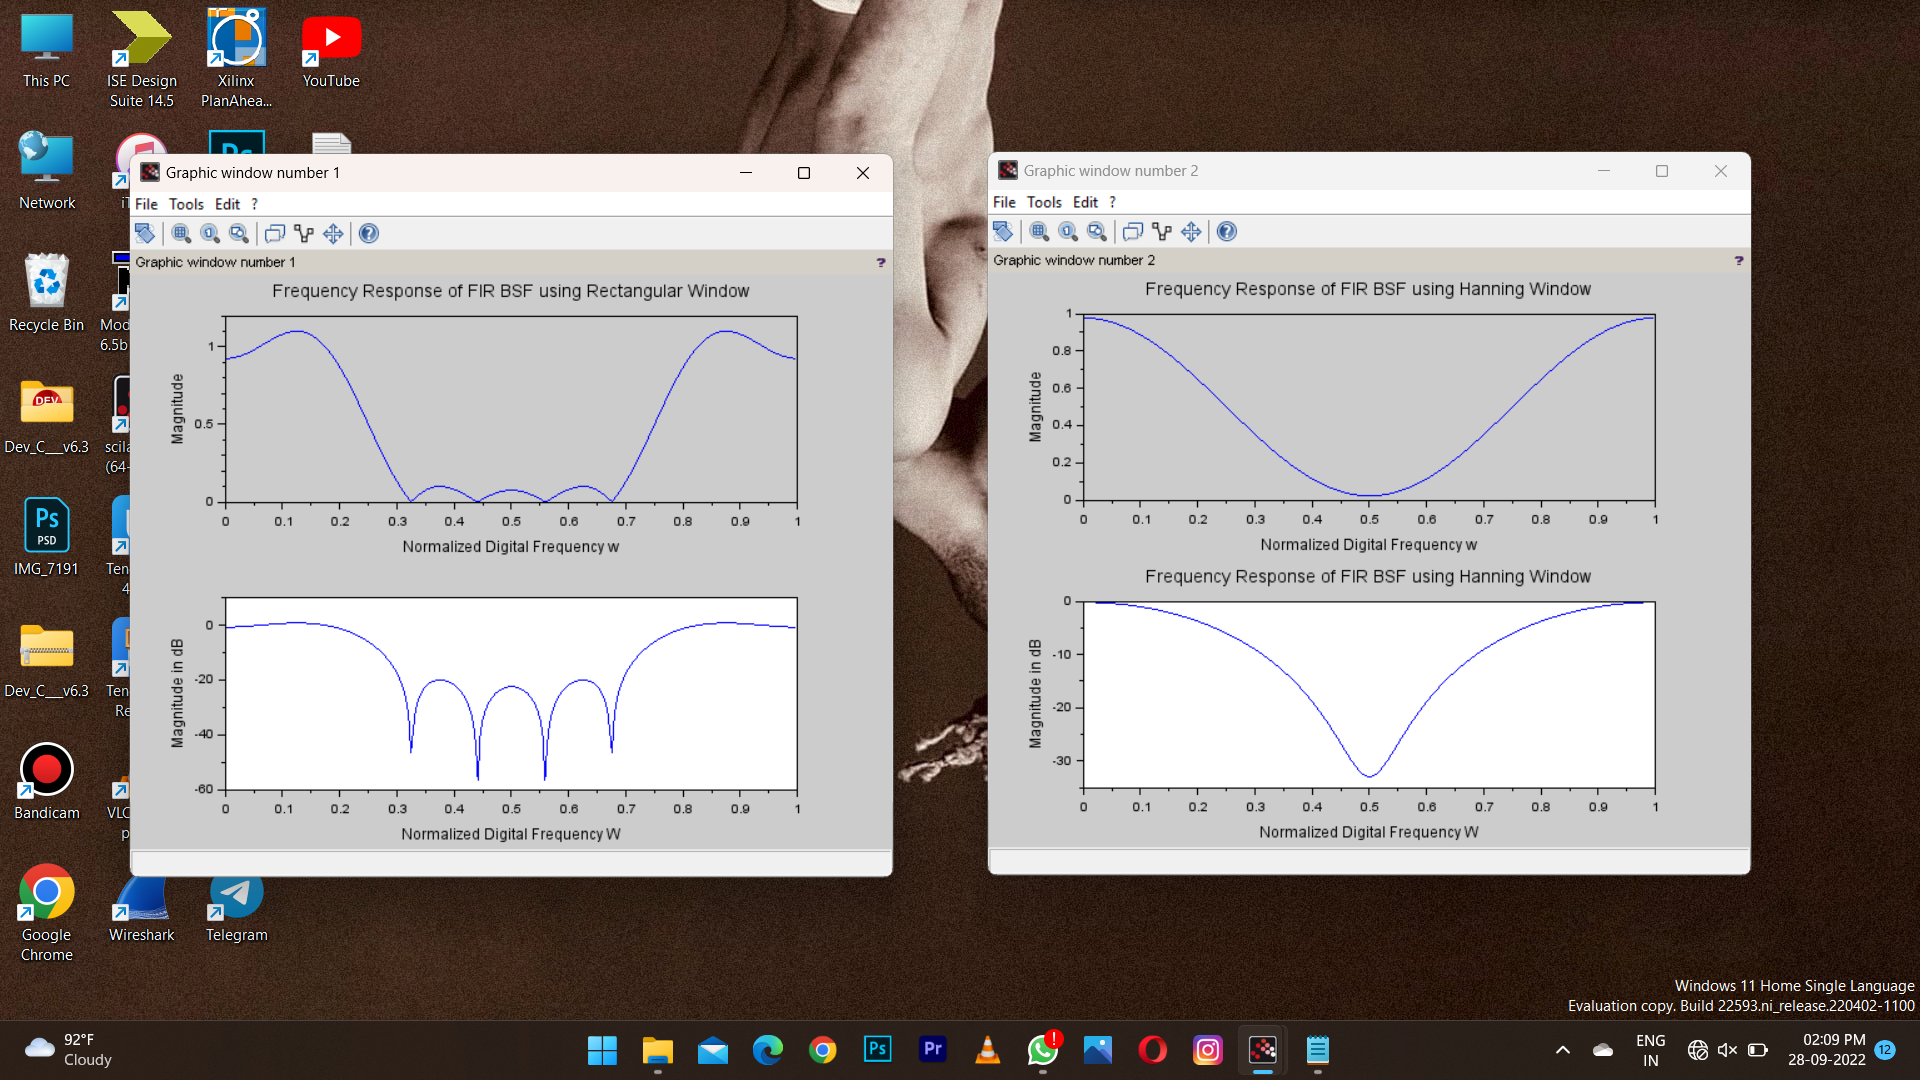 This PC
ISE Design
Suite 14.5
Xilinx
PlanAhea...
YouTube
Network
Ps
Recycle Bin
Mod
6.5b
DEV
Dev_C___v6.3
scila
(64-
Ps
PSD
IMG_7191
Ten
4
Dev_C___v6.3
Ten
Re
Bandicam
VLC
p
Google
Chrome
Wireshark
Telegram
Graphic window number 1
File Tools Edit ?
Graphic window number 1
?
Frequency Response of FIR BSF using Rectangular Window
Magnitude
1
0.5
0
0 0.1 0.2 0.3 0.4 0.5 0.6 0.7 0.8 0.9 1
Normalized Digital Frequency w
Magnitude in dB
0
-20
-40
-60
0 0.1 0.2 0.3 0.4 0.5 0.6 0.7 0.8 0.9 1
Normalized Digital Frequency W
Graphic window number 2
File Tools Edit ?
Graphic window number 2
?
Frequency Response of FIR BSF using Hanning Window
Magnitude
1
0.8
0.6
0.4
0.2
0
0 0.1 0.2 0.3 0.4 0.5 0.6 0.7 0.8 0.9 1
Normalized Digital Frequency w
Frequency Response of FIR BSF using Hanning Window
Magnitude in dB
0
-10
-20
-30
0 0.1 0.2 0.3 0.4 0.5 0.6 0.7 0.8 0.9 1
Normalized Digital Frequency W
Windows 11 Home Single Language
Evaluation copy. Build 22593.ni_release.220402-1100
92°F
Cloudy
Ps
Pr
!
ENG
IN
02:09 PM
28-09-2022
12